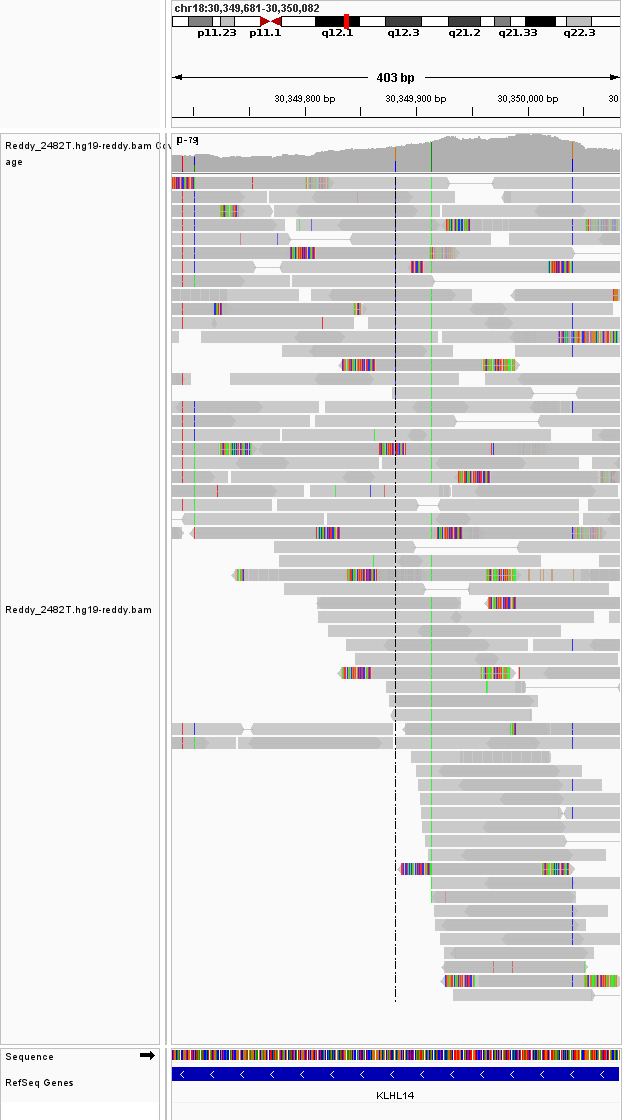 chr18:30,349,681-30,350,082
p11.23 p11.1 q12.1 q12.3 q21.2 q21.33 q22.3
403 bp
30,349,800 bp 30,349,900 bp 30,350,000 bp 30
Reddy_2482T.hg19-reddy.bam Cov
age
[0-79]
Reddy_2482T.hg19-reddy.bam
Sequence
RefSeq Genes
KLHL14